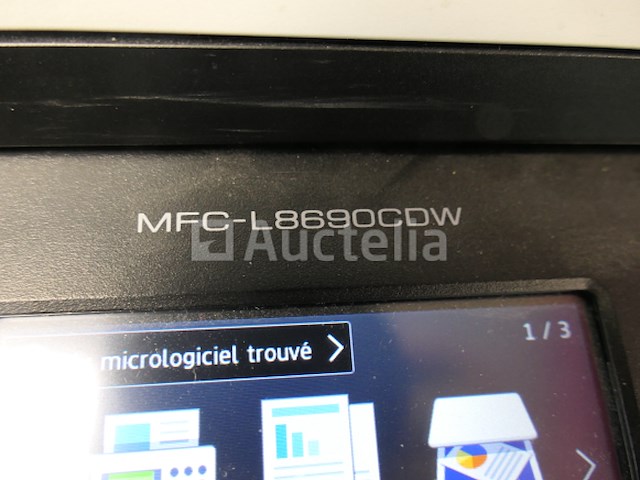 MFC-L8690CDW
Auctelia
1/3
micrologiciel trouvé